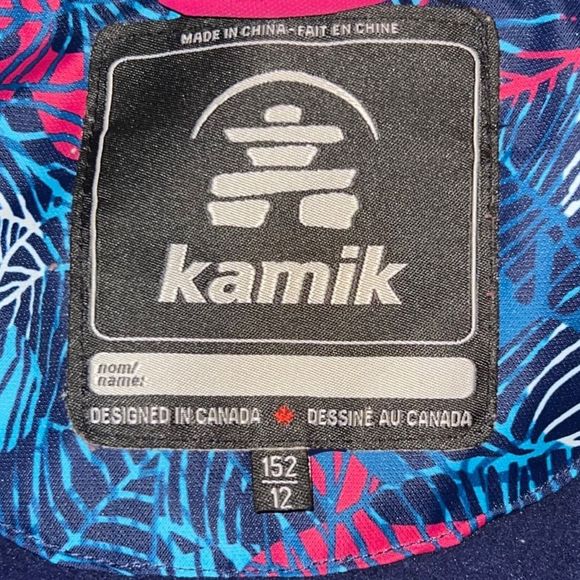 MADE IN CHINA - FAIT EN CHINE
kamik
nom/
name:
DESIGNED IN CANADA DESSINÉ AU CANADA
152
12